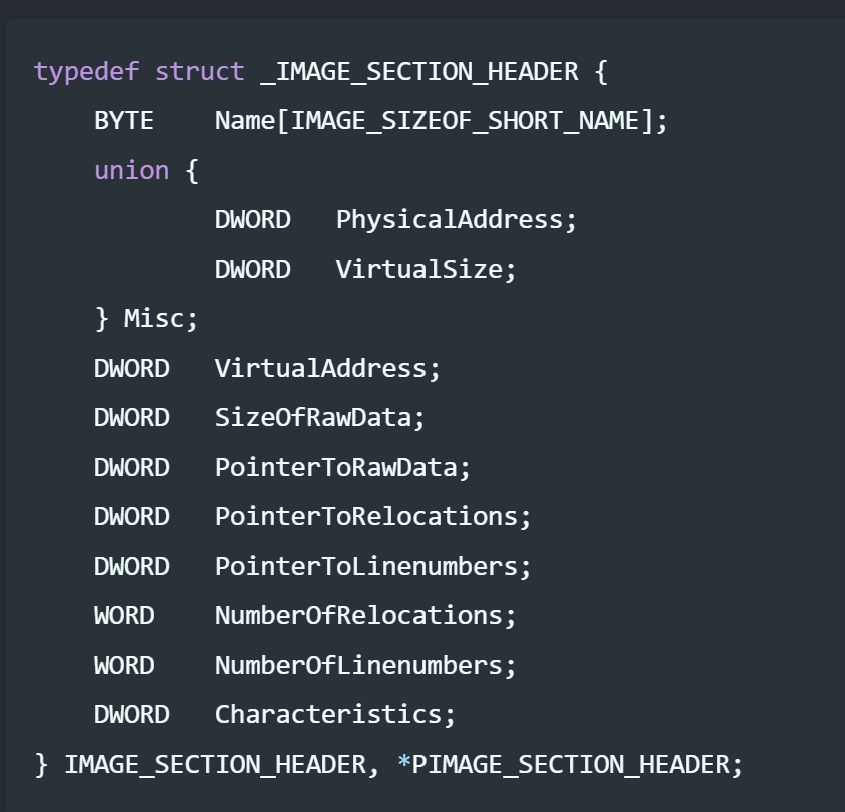 typedef struct _IMAGE_SECTION_HEADER {
    BYTE    Name[IMAGE_SIZEOF_SHORT_NAME];
    union {
            DWORD   PhysicalAddress;
            DWORD   VirtualSize;
    } Misc;
    DWORD   VirtualAddress;
    DWORD   SizeOfRawData;
    DWORD   PointerToRawData;
    DWORD   PointerToRelocations;
    DWORD   PointerToLinenumbers;
    WORD    NumberOfRelocations;
    WORD    NumberOfLinenumbers;
    DWORD   Characteristics;
} IMAGE_SECTION_HEADER, *PIMAGE_SECTION_HEADER;